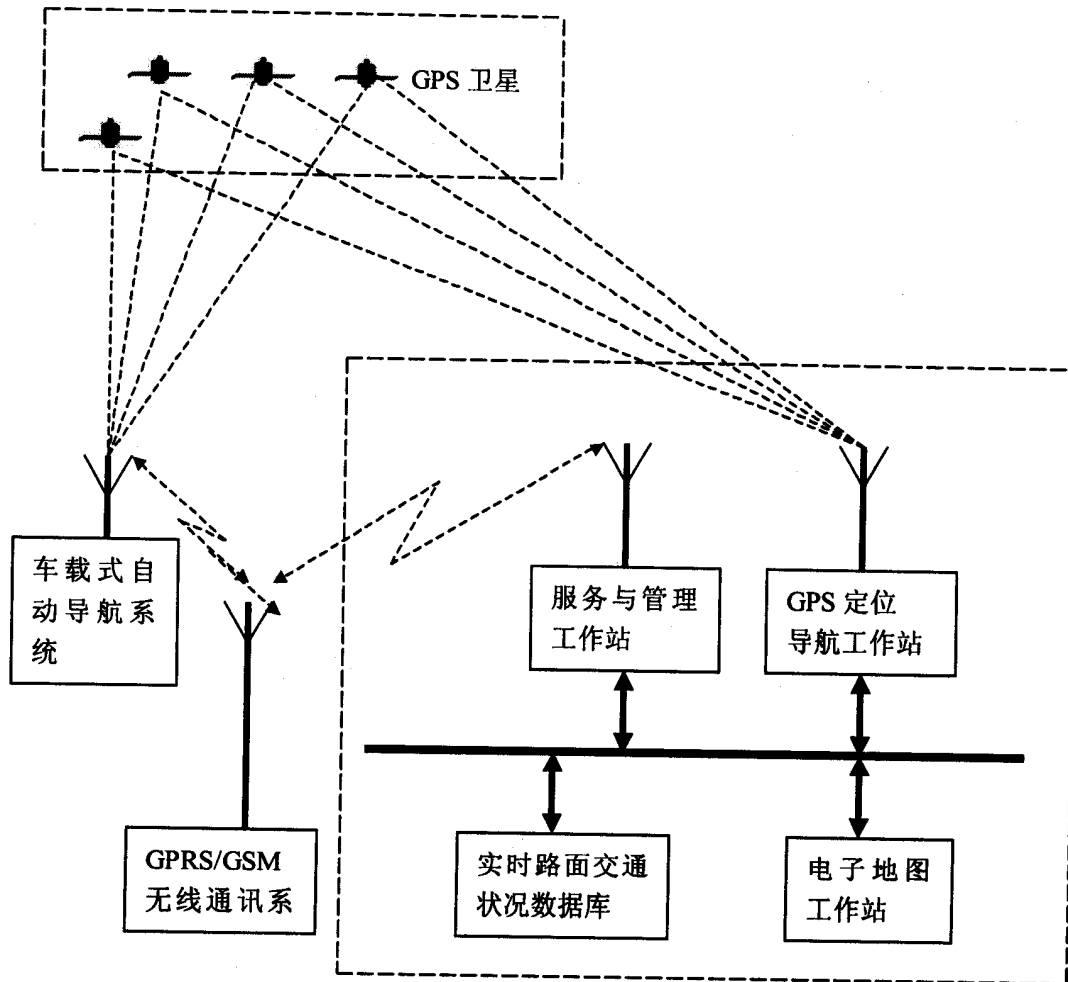 GPS 卫星
车载式自
动导航系
统
服务与管理
工作站
GPS 定位
导航工作站
GPRS/GSM
无线通讯系
实时路面交通
状况数据库
电子地图
工作站